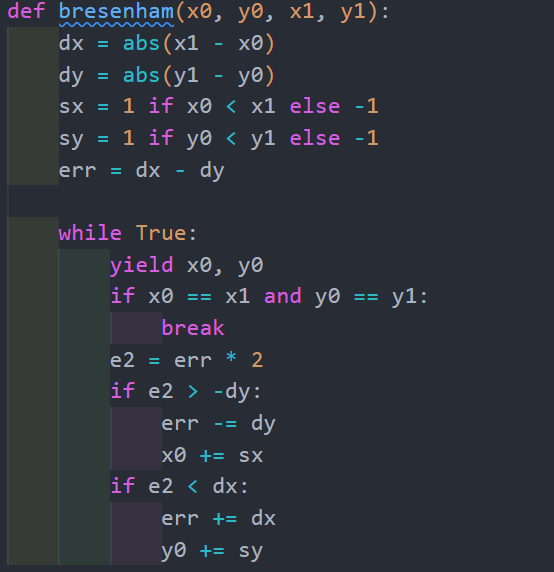 def bresenham(x0, y0, x1, y1):
    dx = abs(x1 - x0)
    dy = abs(y1 - y0)
    sx = 1 if x0 < x1 else -1
    sy = 1 if y0 < y1 else -1
    err = dx - dy

    while True:
        yield x0, y0
        if x0 == x1 and y0 == y1:
            break
        e2 = err * 2
        if e2 > -dy:
            err -= dy
            x0 += sx
        if e2 < dx:
            err += dx
            y0 += sy